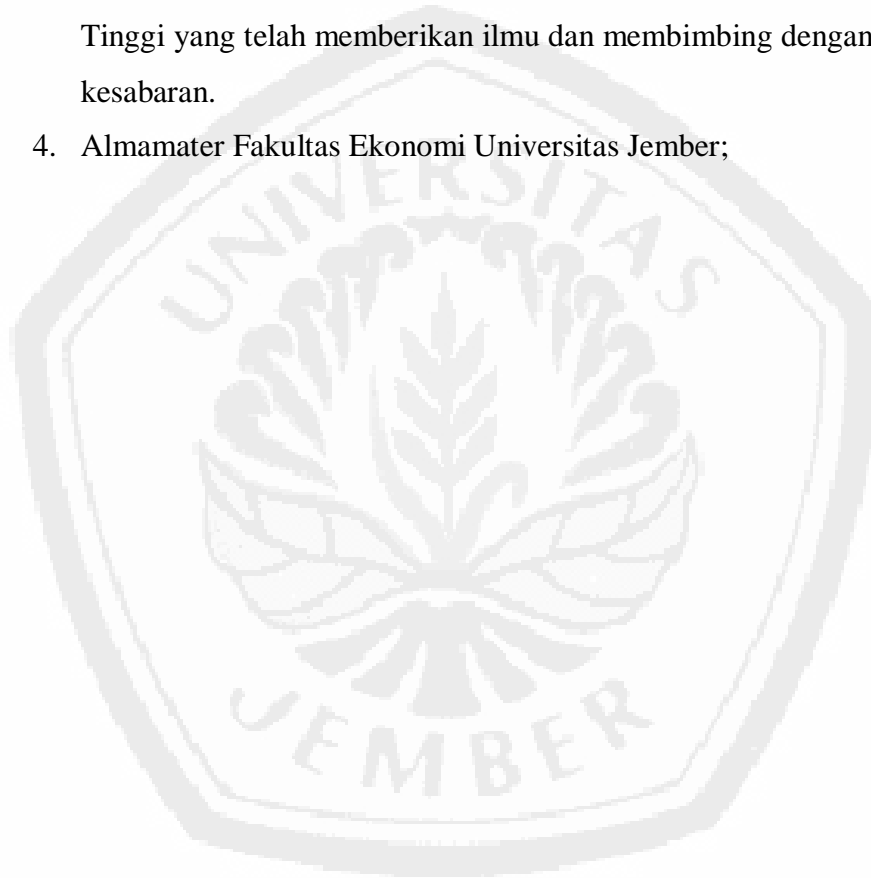 Tinggi yang telah memberikan ilmu dan membimbing dengan
kesabaran.
4. Almamater Fakultas Ekonomi Universitas Jember;
UNIVERSITAS
JEMBER